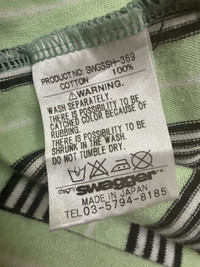 PRODUCT NO: SWGSSH-369
COTTON 100%
⚠WARNING.
WASH SEPARATELY.
THERE IS POSSIBILITY TO BE
CATCHED COLOR BECAUSE OF
RUBBING.
THERE IS POSSIBILITY TO BE
SHRUNK IN THE WASH.
DO NOT TUMBLE DRY.
swagger
MADE IN JAPAN
TEL03-5794-8185